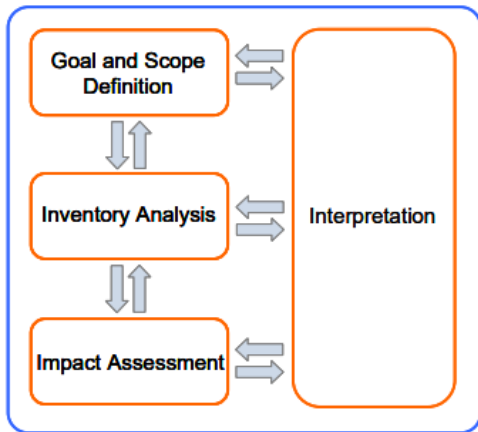 Goal and Scope
Definition
Inventory Analysis
Interpretation
Impact Assessment